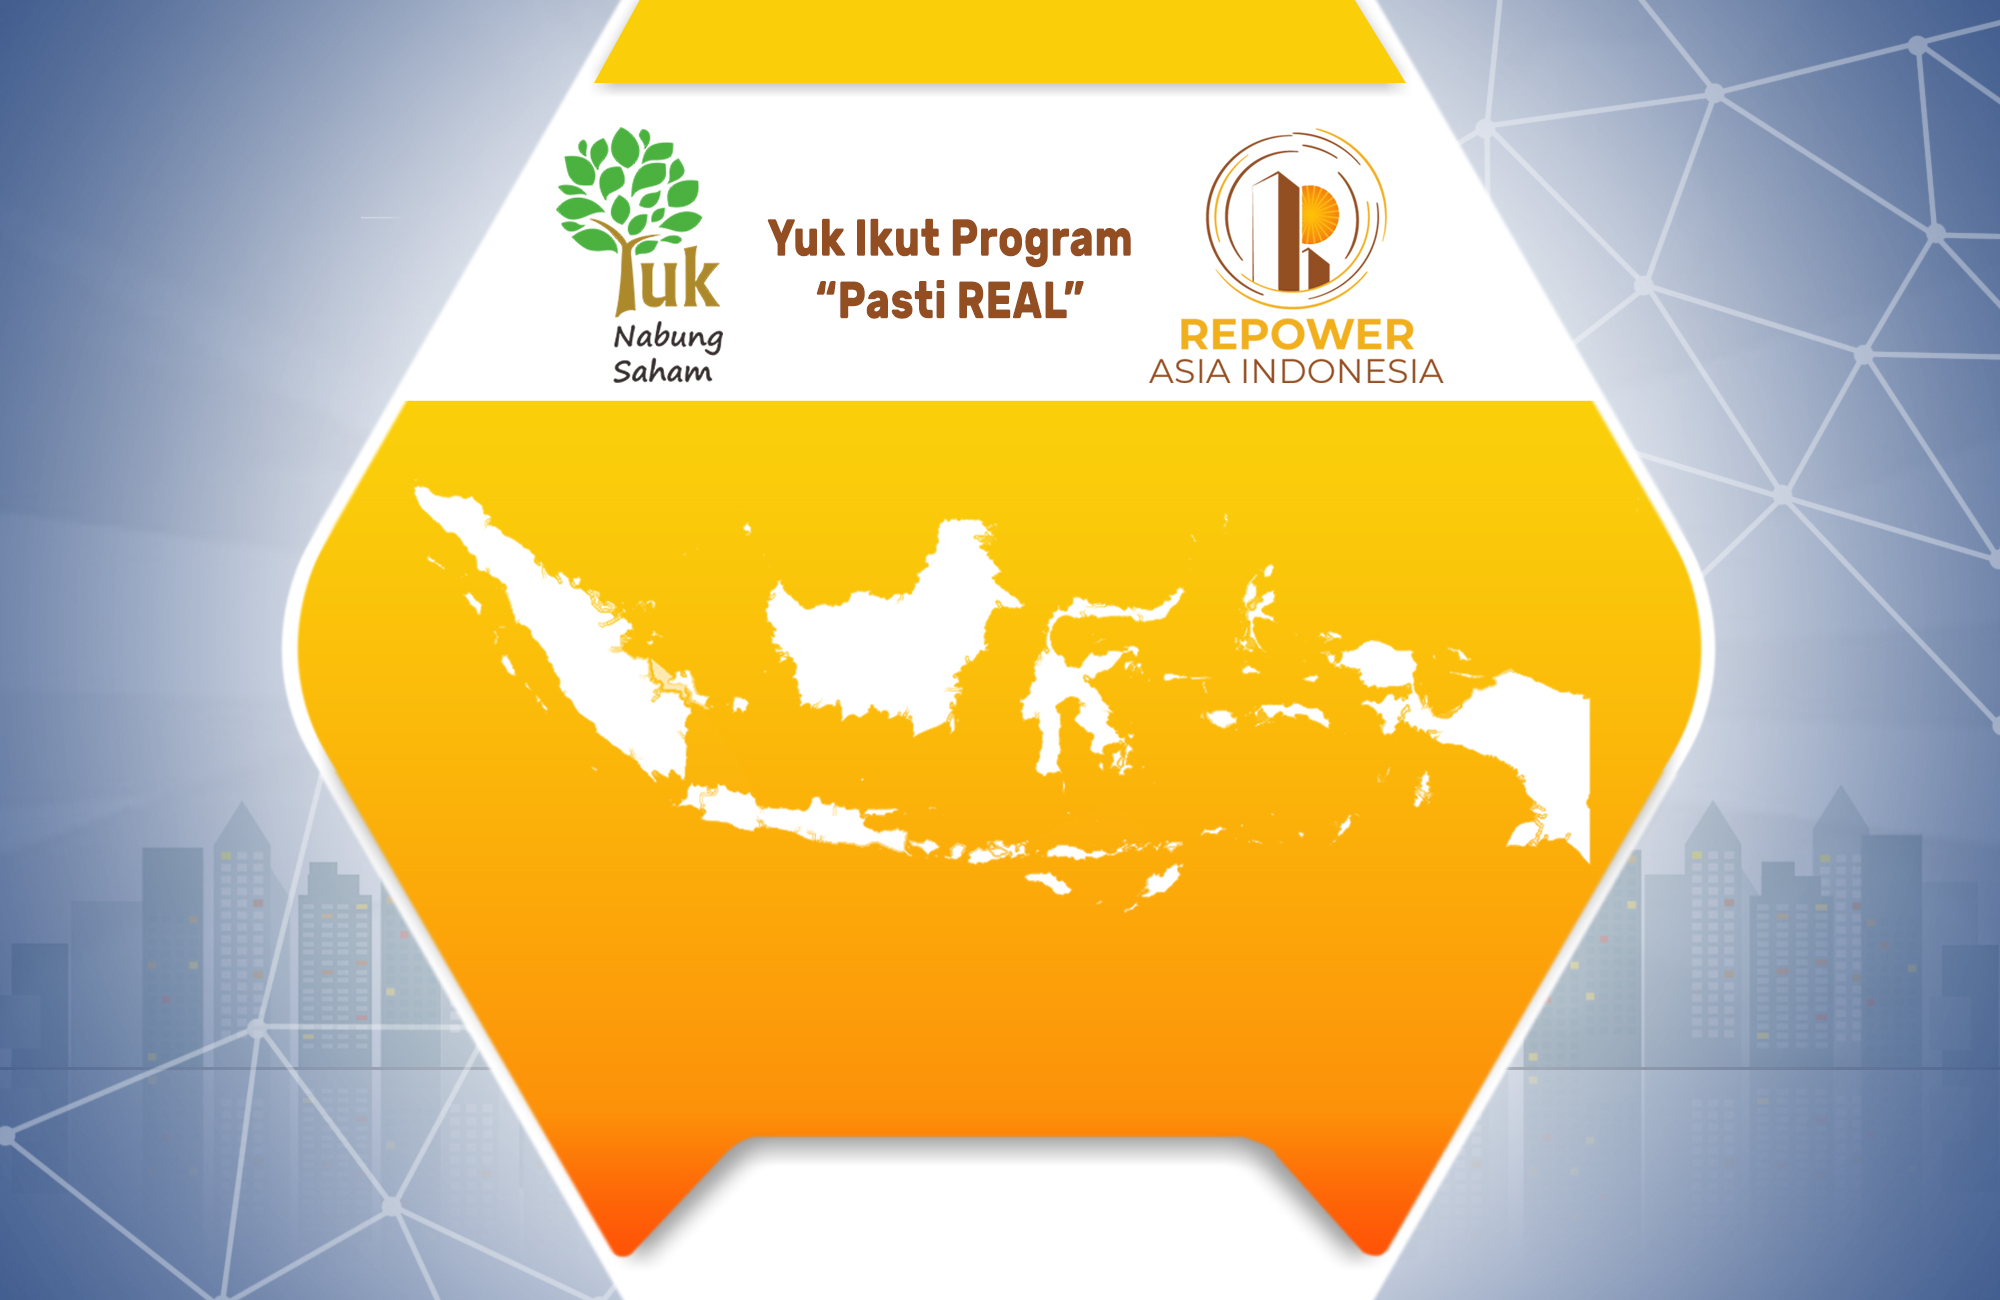 Yuk
Nabung
Saham
Yuk Ikut Program
“Pasti REAL”
REPOWER
ASIA INDONESIA